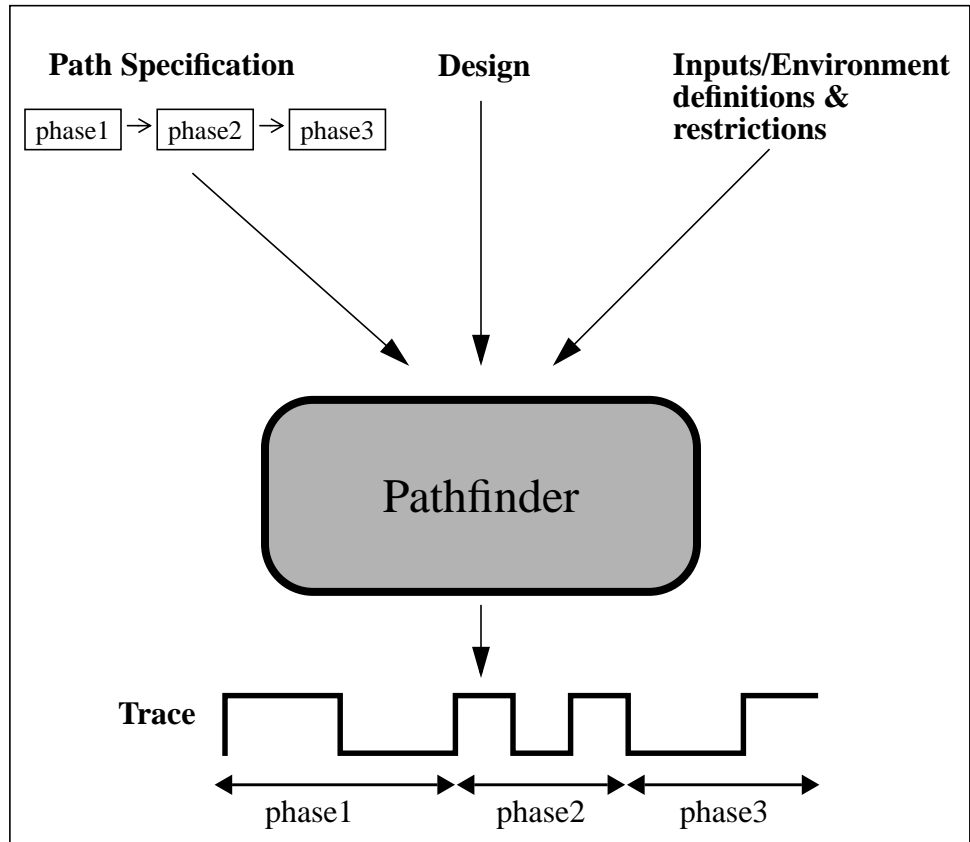 Path Specification
phase1
phase2
phase3
Design
Inputs/Environment
definitions &
restrictions
Pathfinder
Trace
phase1
phase2
phase3